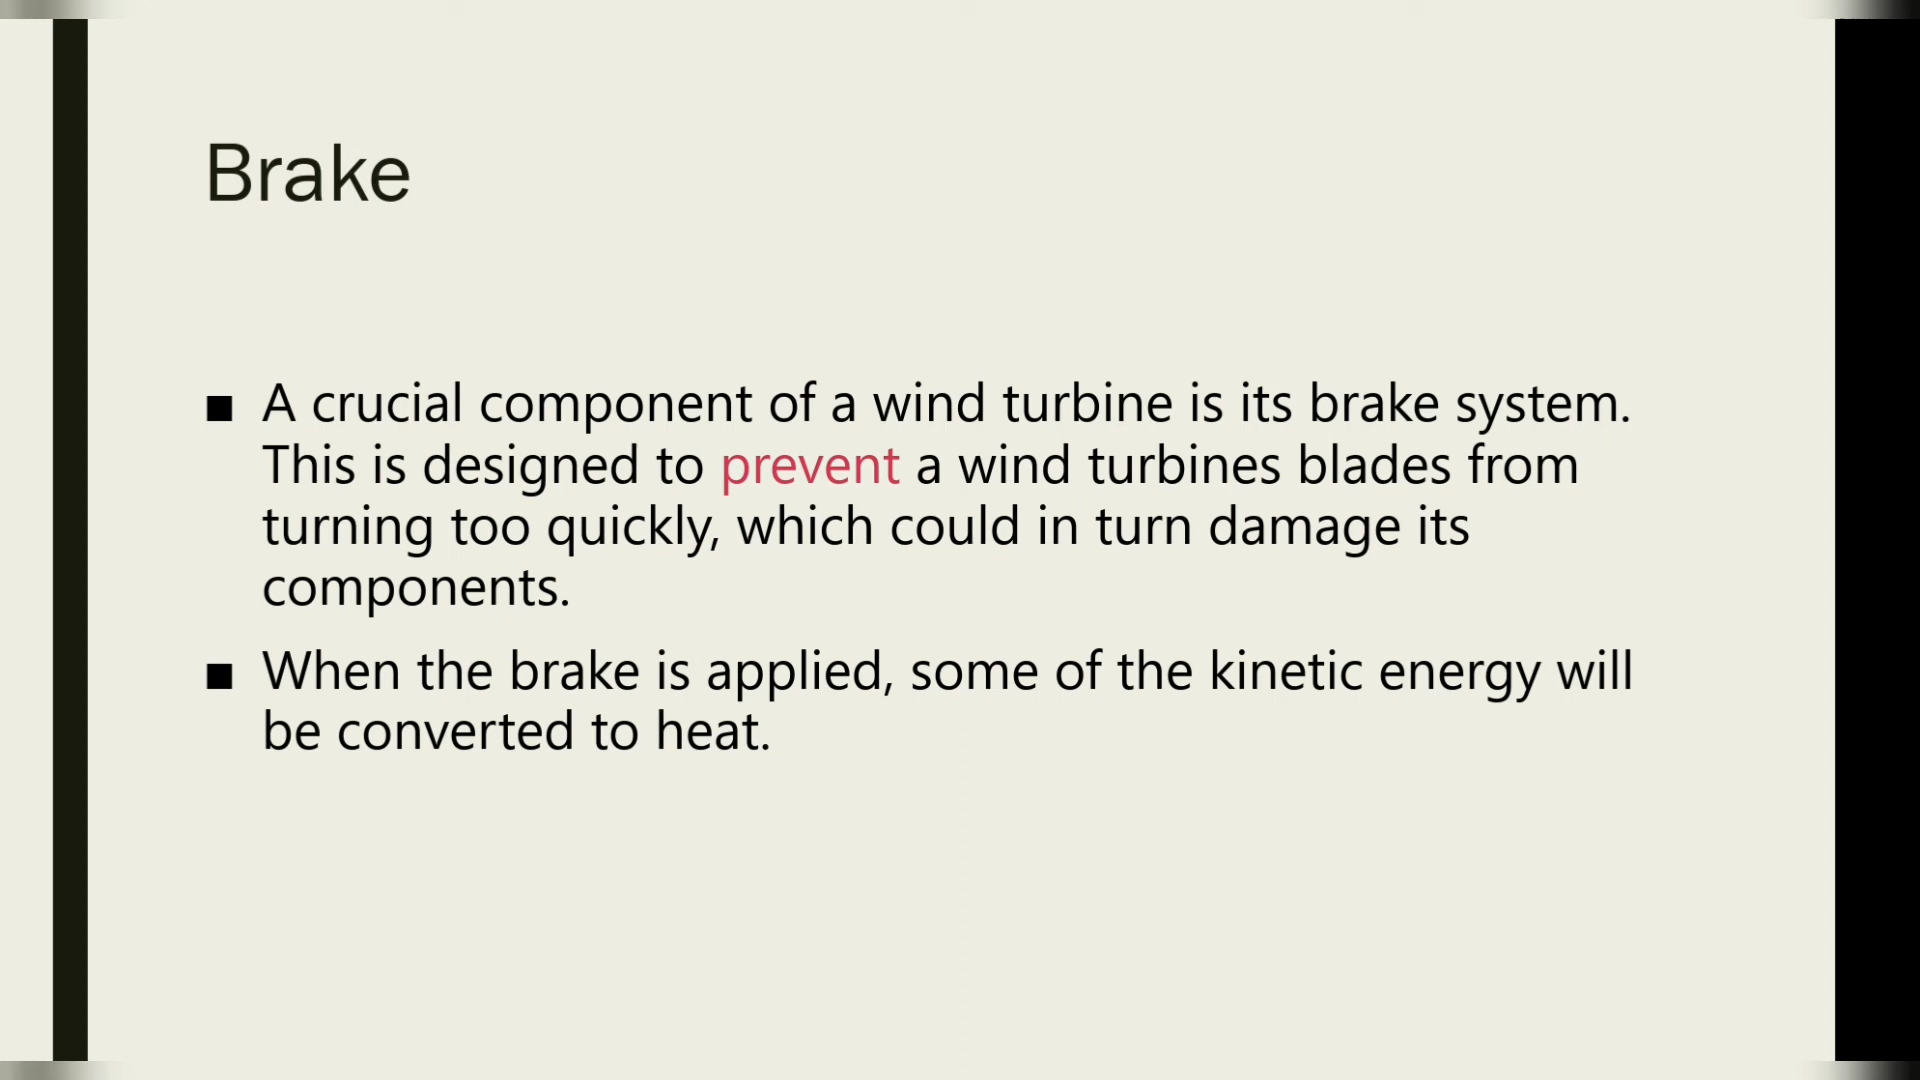 Brake
■ A crucial component of a wind turbine is its brake system.
This is designed to prevent a wind turbines blades from
turning too quickly, which could in turn damage its
components.
■ When the brake is applied, some of the kinetic energy will
be converted to heat.